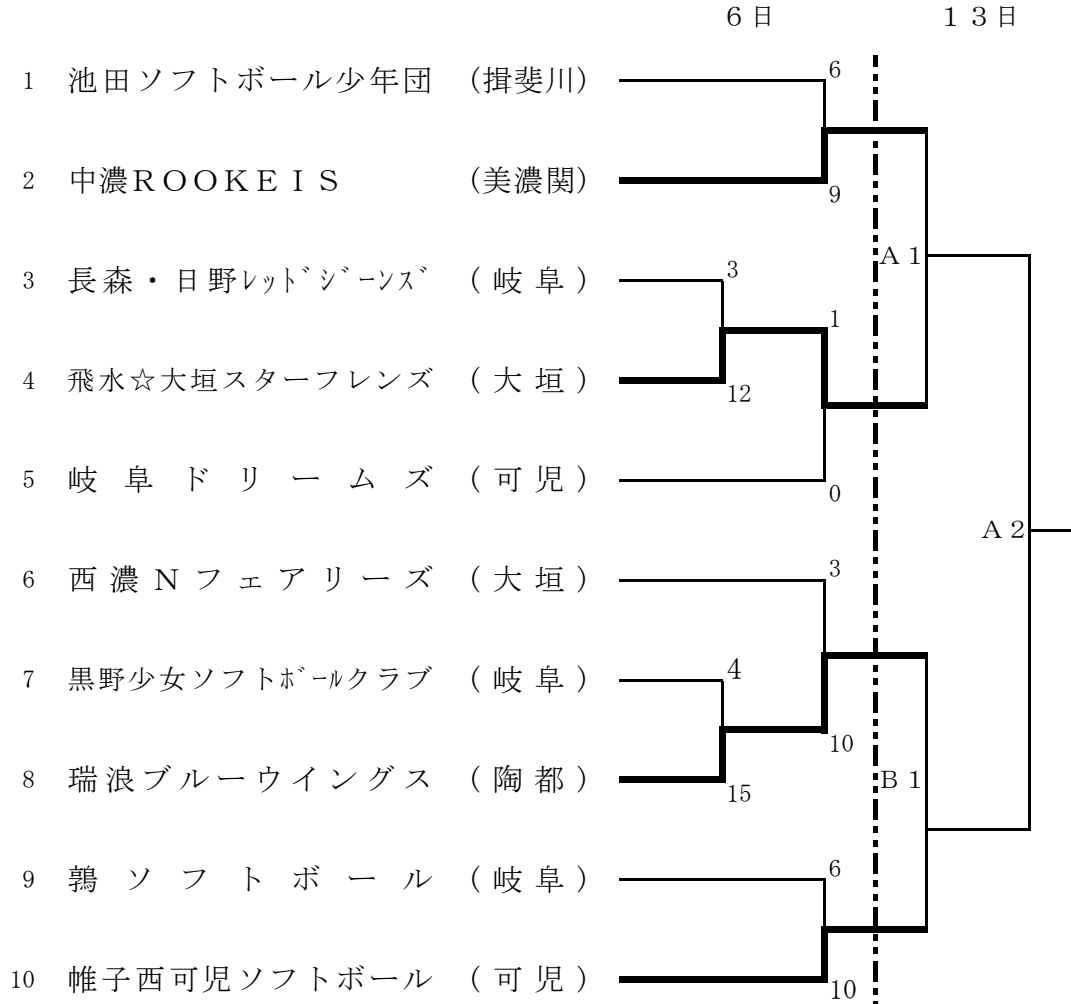 6日 13日
6
1 池田ソフトボール少年団 (揖斐川)
2 中濃ROOKEIS (美濃関)
9
A1
3 長森・日野レッドジーンズ (岐阜)
3
1
4 飛水☆大垣スターフレンズ (大垣)
12
5 岐阜ドリームズ (可児)
0
A2
6 西濃Nフェアリーズ (大垣)
3
7 黒野少女ソフトボールクラブ (岐阜)
4
10
8 瑞浪ブルーウイングス (陶都)
15
B1
9 鶉ソフトボール (岐阜)
6
10 帷子西可児ソフトボール (可児)
10